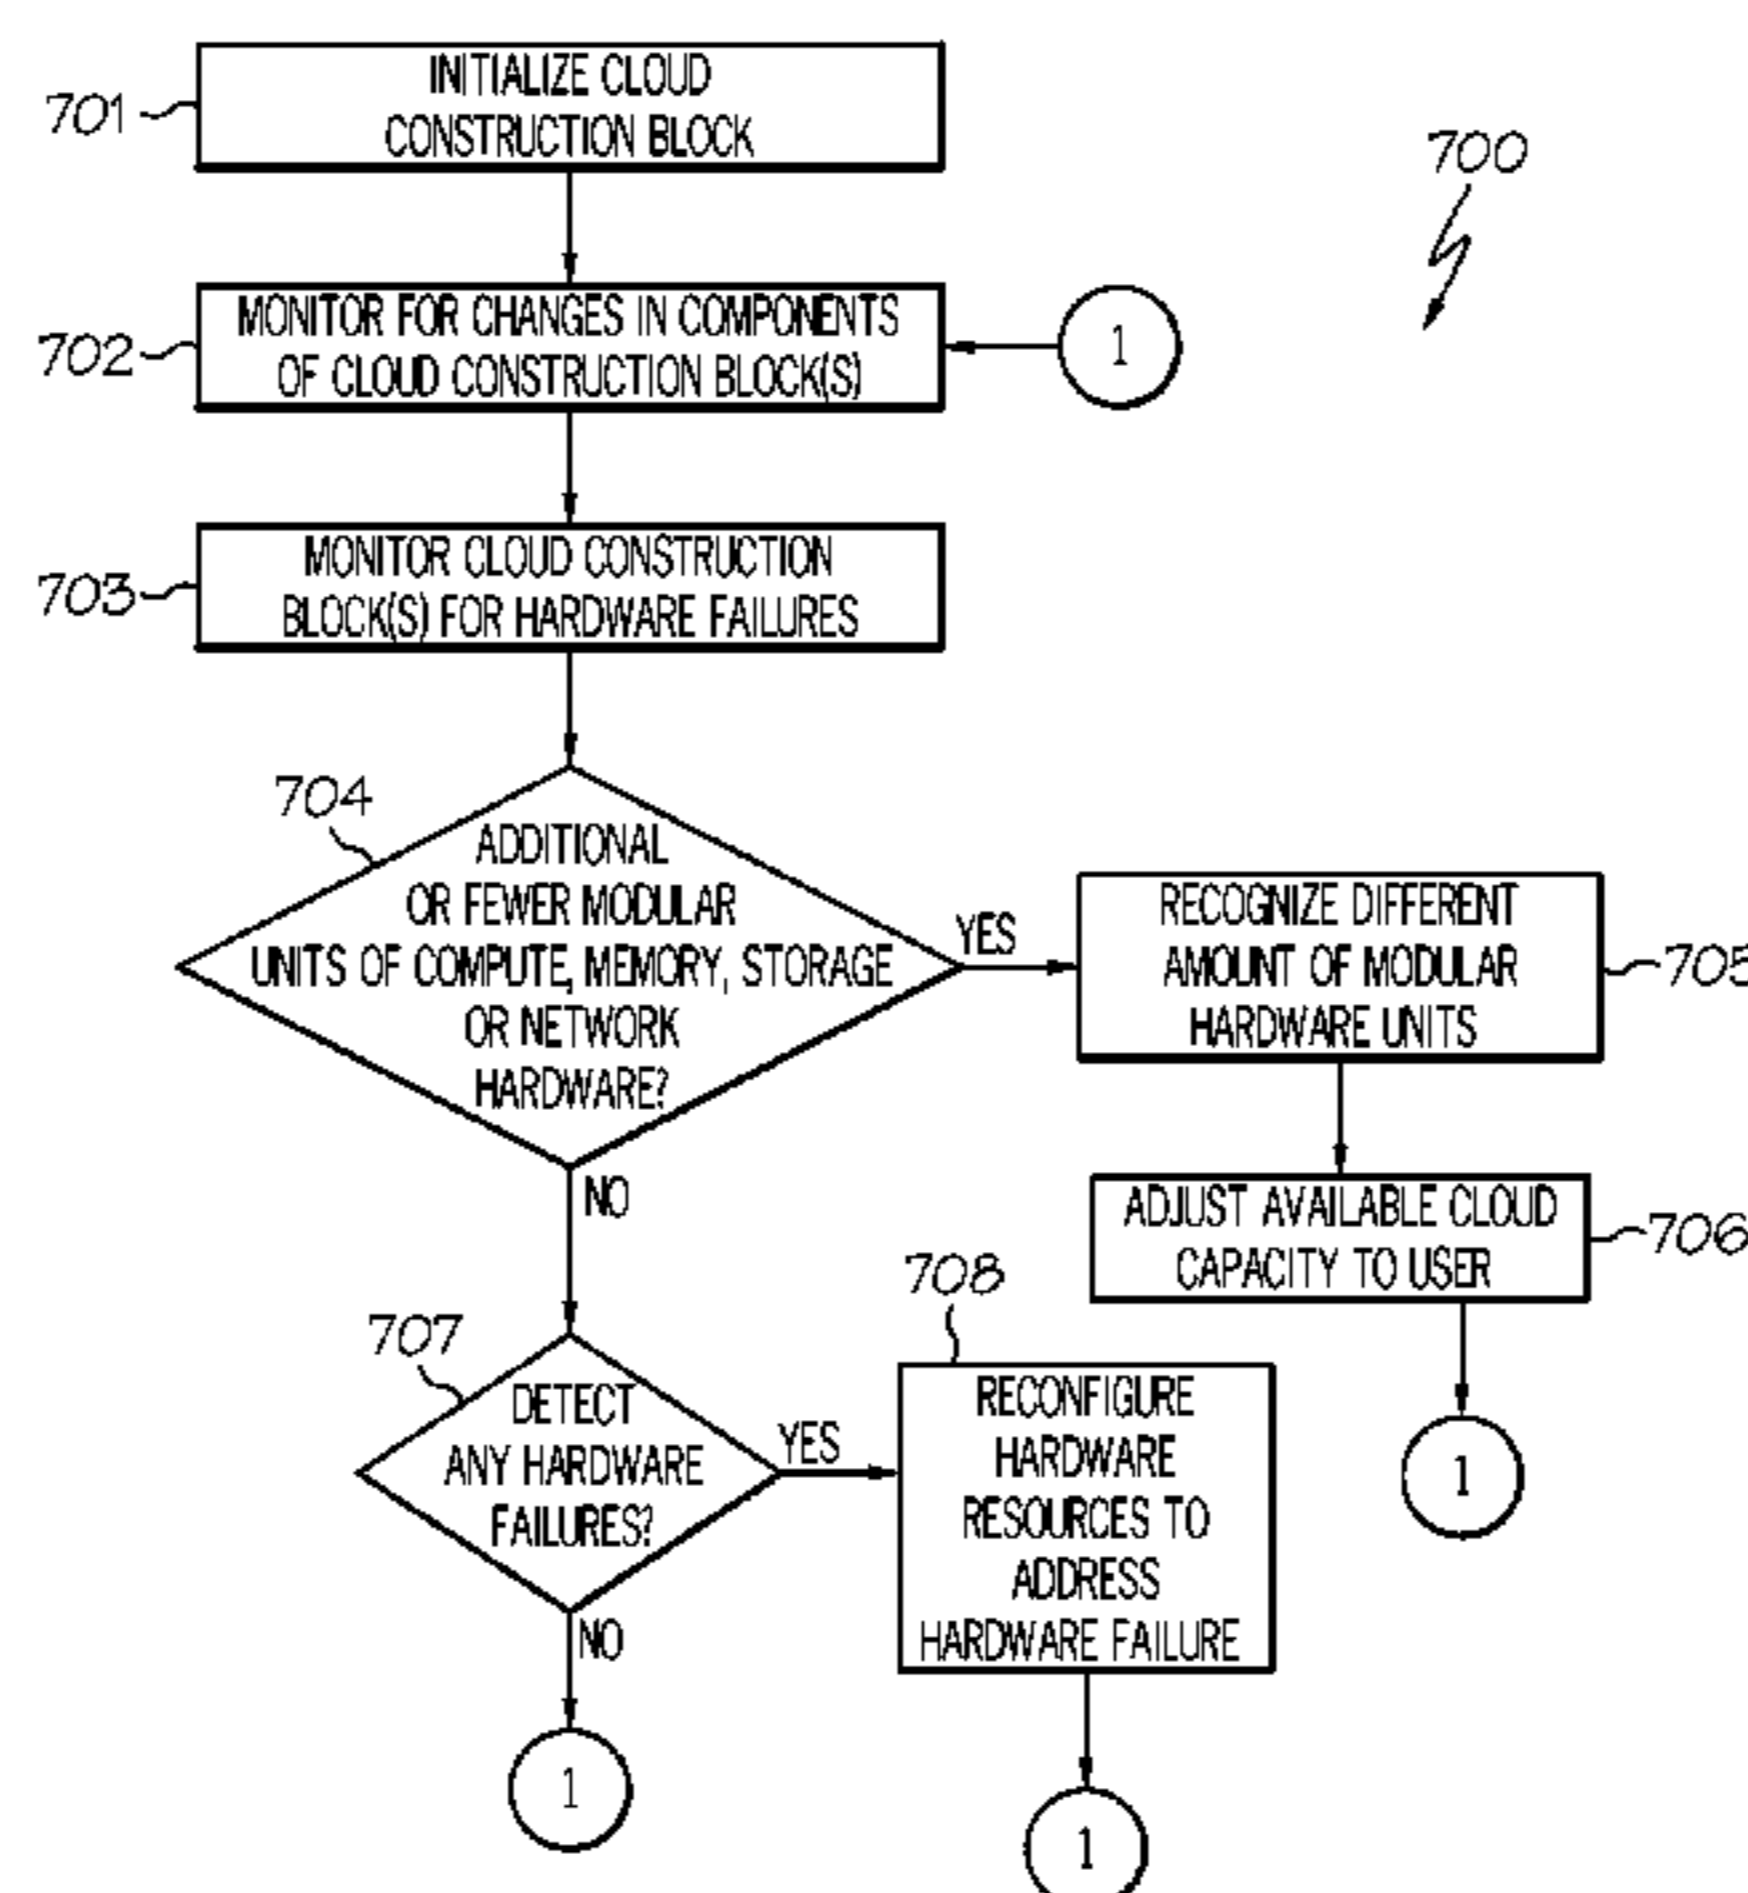 701
INITIALIZE CLOUD
CONSTRUCTION BLOCK
700
702
MONITOR FOR CHANGES IN COMPONENTS
OF CLOUD CONSTRUCTION BLOCK(S)
1
703
MONITOR CLOUD CONSTRUCTION
BLOCK(S) FOR HARDWARE FAILURES
704
ADDITIONAL
OR FEWER MODULAR
UNITS OF COMPUTE, MEMORY, STORAGE
OR NETWORK
HARDWARE?
YES
RECOGNIZE DIFFERENT
AMOUNT OF MODULAR
HARDWARE UNITS
705
NO
ADJUST AVAILABLE CLOUD
CAPACITY TO USER
706
1
707
DETECT
ANY HARDWARE
FAILURES?
YES
708
RECONFIGURE
HARDWARE
RESOURCES TO
ADDRESS
HARDWARE FAILURE
NO
1
1